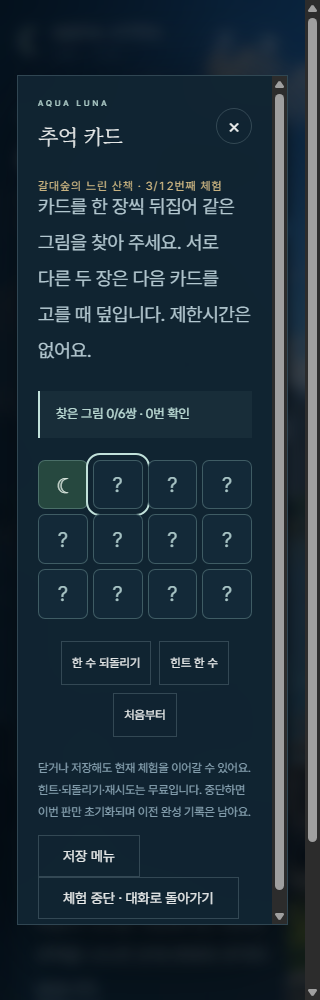 AQUA LUNA
추억 카드
×
갈대숲의 느린 산책 · 3/12번째 체험
카드를 한 장씩 뒤집어 같은
그림을 찾아 주세요. 서로
다른 두 장은 다음 카드를
고를 때 덮입니다. 제한시간은
없어요.
찾은 그림 0/6쌍 · 0번 확인
☾ ? ? ?
? ? ? ?
? ? ? ?
한 수 되돌리기 힌트 한 수
처음부터
닫거나 저장해도 현재 체험을 이어갈 수 있어요.
힌트·되돌리기·재시도는 무료입니다. 중단하면
이번 판만 초기화되며 이전 완성 기록은 남아요.
저장 메뉴
체험 중단 · 대화로 돌아가기